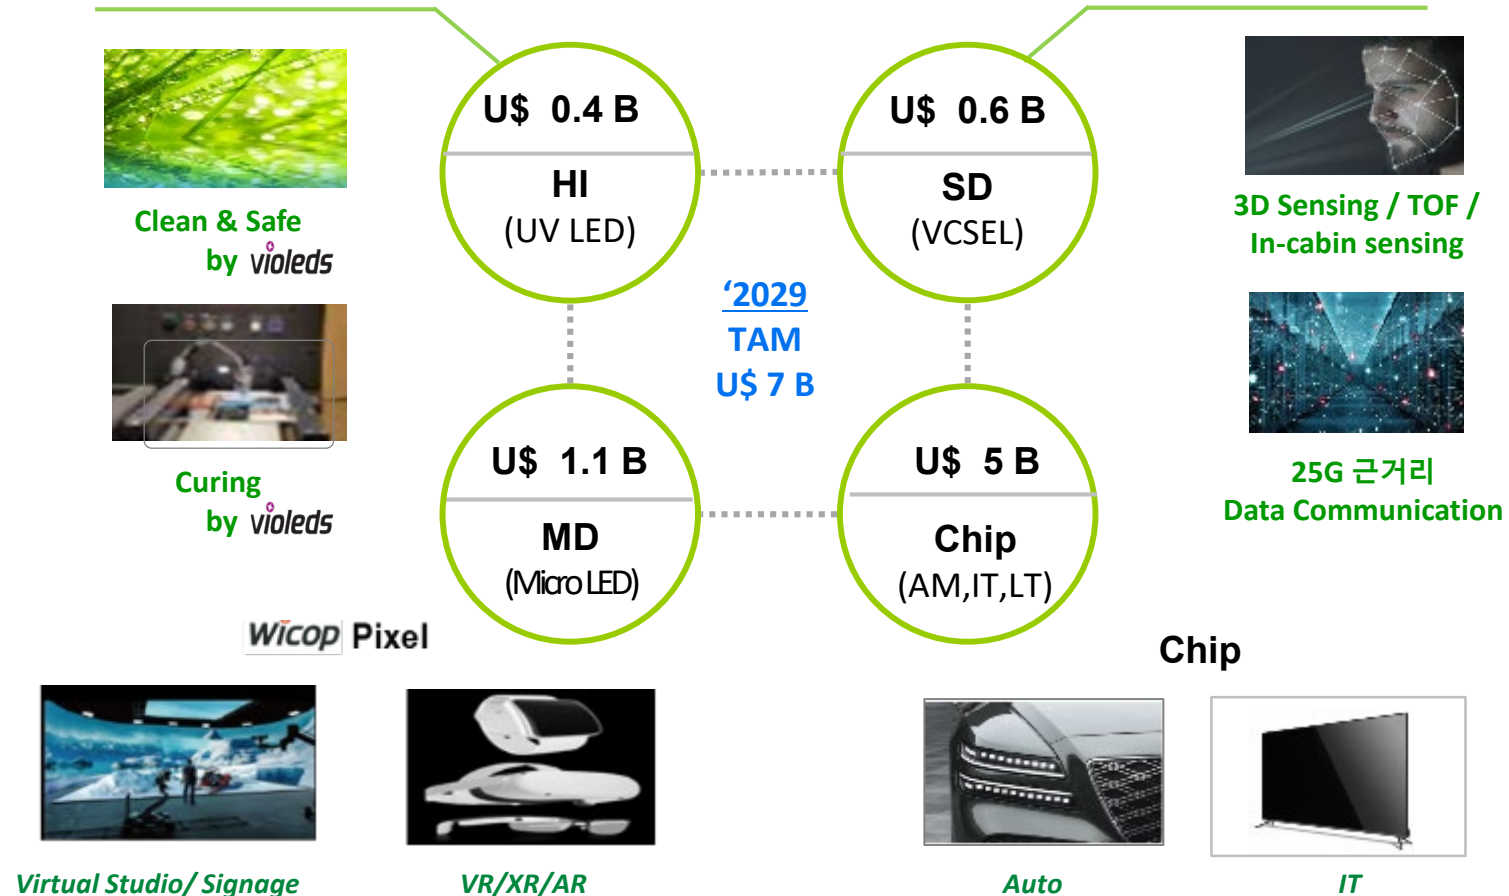 U$ 0.4 B
HI
(UV LED)
U$ 0.6 B
SD
(VCSEL)
Clean & Safe
by violeds
3D Sensing / TOF /
In-cabin sensing
‘2029
TAM
U$ 7 B
Curing
by violeds
25G 근거리
Data Communication
U$ 1.1 B
MD
(Micro LED)
U$ 5 B
Chip
(AM,IT,LT)
Wicop Pixel
Chip
Virtual Studio/ Signage
VR/XR/AR
Auto
IT